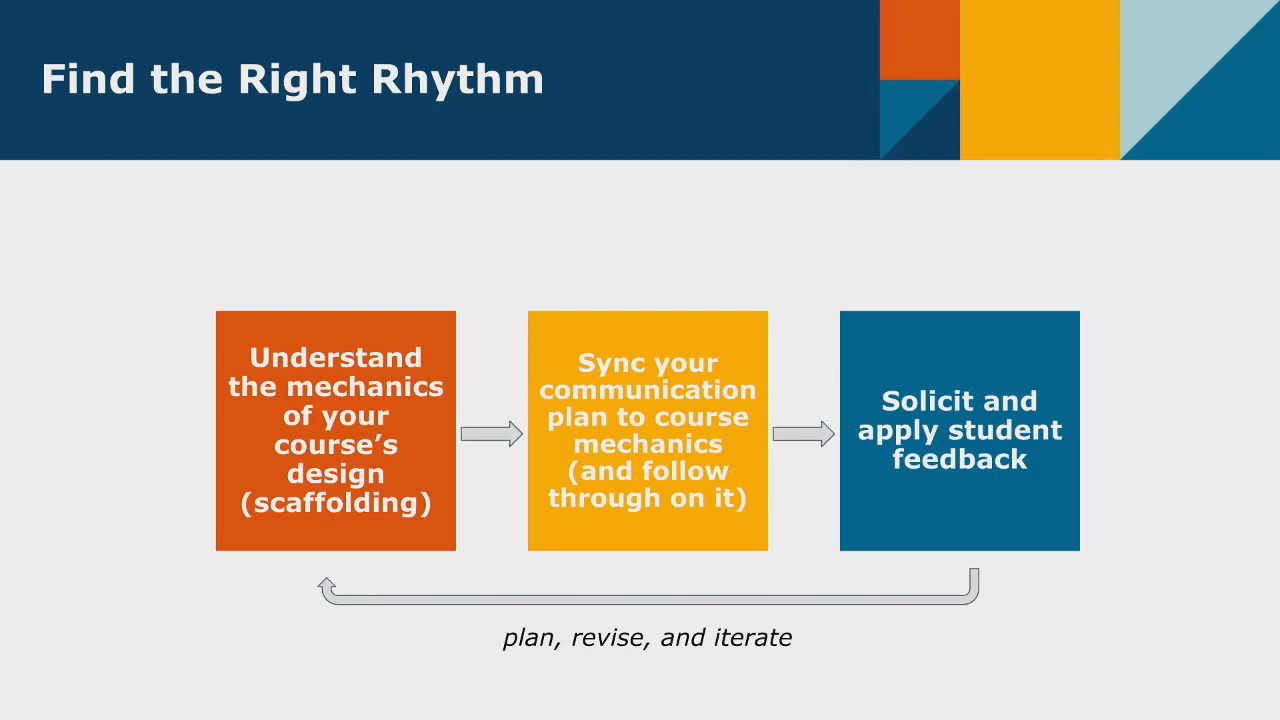 Find the Right Rhythm
Understand
the mechanics
of your
course’s
design
(scaffolding)
Sync your
communication
plan to course
mechanics
(and follow
through on it)
Solicit and
apply student
feedback
plan, revise, and iterate